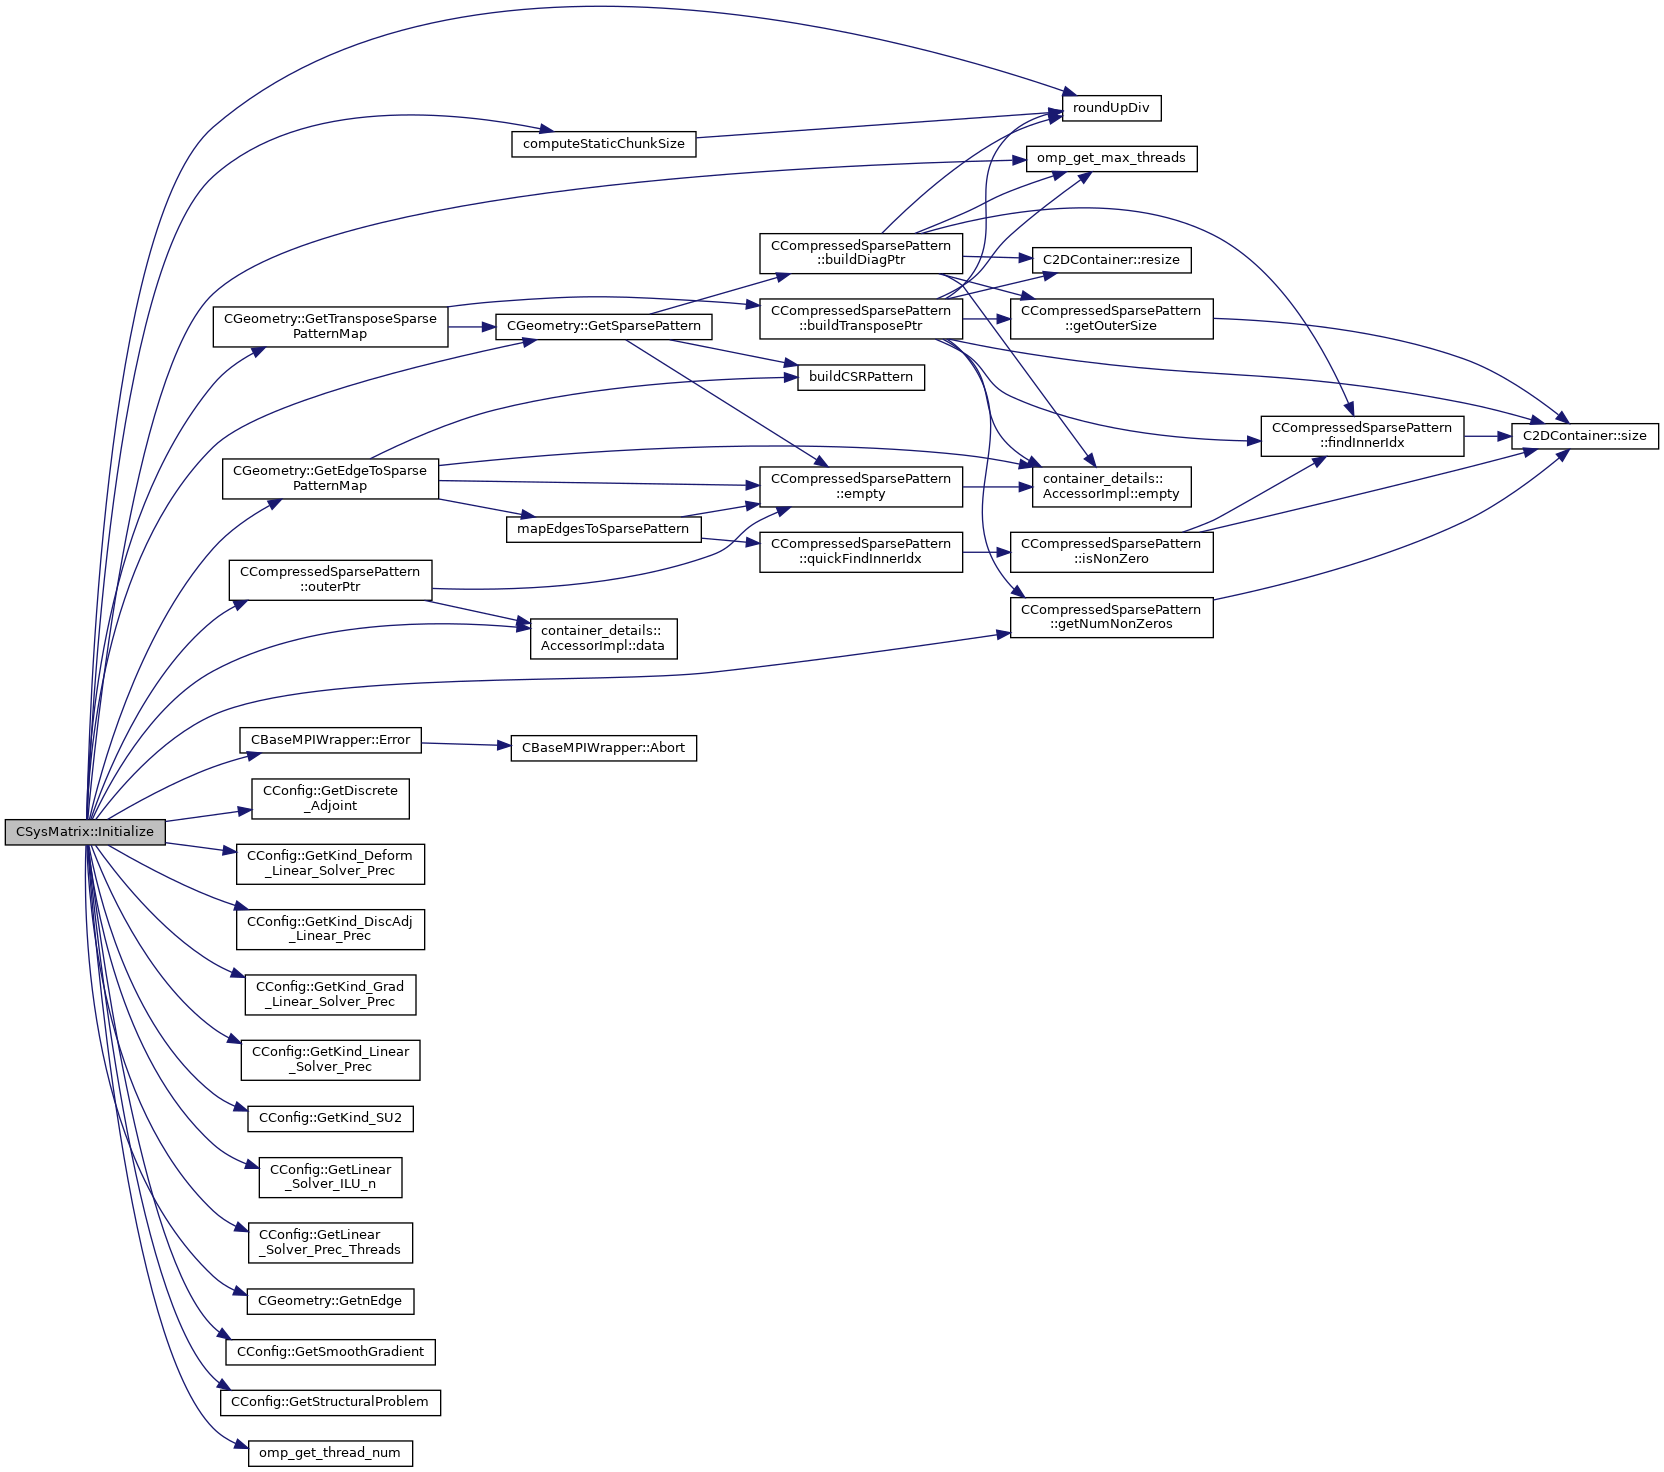 roundUpDiv
computeStaticChunkSize
omp_get_max_threads
CCompressedSparsePattern
::buildDiagPtr
C2DContainer::resize
CGeometry::GetTransposeSparse
PatternMap
CGeometry::GetSparsePattern
CCompressedSparsePattern
::buildTransposePtr
CCompressedSparsePattern
::getOuterSize
buildCSRPattern
CCompressedSparsePattern
::findInnerIdx
C2DContainer::size
CGeometry::GetEdgeToSparse
PatternMap
CCompressedSparsePattern
::empty
container_details::
AccessorImpl::empty
mapEdgesToSparsePattern
CCompressedSparsePattern
::quickFindInnerIdx
CCompressedSparsePattern
::isNonZero
CCompressedSparsePattern
::outerPtr
container_details::
AccessorImpl::data
CCompressedSparsePattern
::getNumNonZeros
CBaseMPIWrapper::Error
CBaseMPIWrapper::Abort
CConfig::GetDiscrete
_Adjoint
CSysMatrix::Initialize
CConfig::GetKind_Deform
_Linear_Solver_Prec
CConfig::GetKind_DiscAdj
_Linear_Prec
CConfig::GetKind_Grad
_Linear_Solver_Prec
CConfig::GetKind_Linear
_Solver_Prec
CConfig::GetKind_SU2
CConfig::GetLinear
_Solver_ILU_n
CConfig::GetLinear
_Solver_Prec_Threads
CGeometry::GetnEdge
CConfig::GetSmoothGradient
CConfig::GetStructuralProblem
omp_get_thread_num